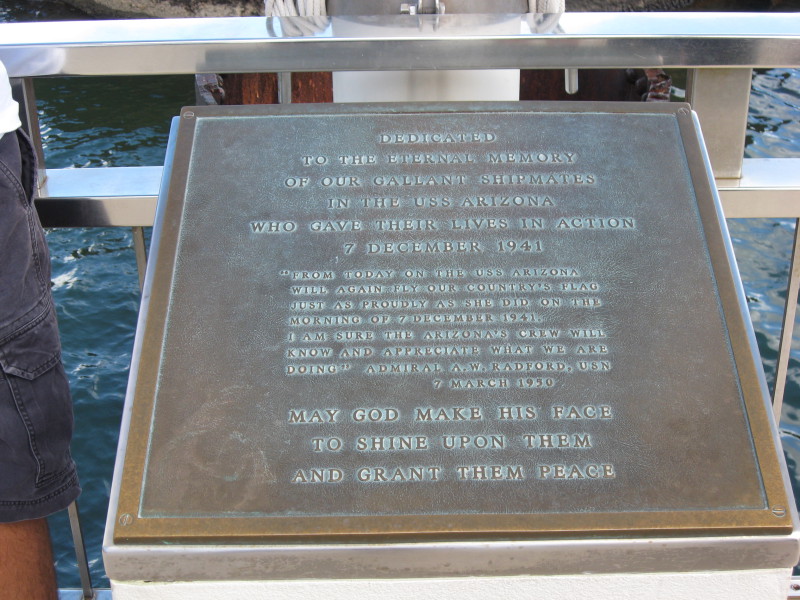 DEDICATED
TO THE ETERNAL MEMORY
OF OUR GALLANT SHIPMATES
IN THE USS ARIZONA
WHO GAVE THEIR LIVES IN ACTION
7 DECEMBER 1941
"FROM TODAY ON THE USS ARIZONA
WILL AGAIN FLY OUR COUNTRY'S FLAG
JUST AS PROUDLY AS SHE DID ON THE
MORNING OF 7 DECEMBER 1941.
I AM SURE THE ARIZONA'S CREW WILL
KNOW AND APPRECIATE WHAT WE ARE
DOING" ADMIRAL A.W. RADFORD, USN
7 MARCH 1950
MAY GOD MAKE HIS FACE
TO SHINE UPON THEM
AND GRANT THEM PEACE